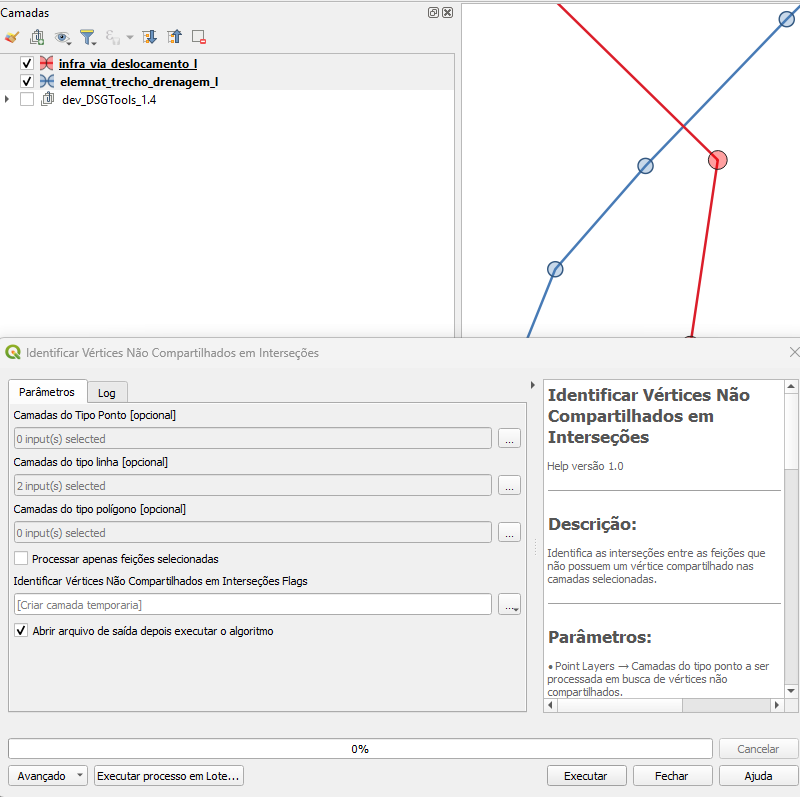 Camadas
infra_via_deslocamento_l
elemnat_trecho_drenagem_l
dev_DSGTools_1.4
Identificar Vértices Não Compartilhados em Interseções
Parâmetros
Log
Camadas do Tipo Ponto [opcional]
0 input(s) selected
...
Camadas do tipo linha [opcional]
2 input(s) selected
...
Camadas do tipo polígono [opcional]
0 input(s) selected
...
Processar apenas feições selecionadas
Identificar Vértices Não Compartilhados em Interseções Flags
[Criar camada temporaria]
...
Abrir arquivo de saída depois executar o algoritmo
Identificar Vértices Não
Compartilhados em
Interseções
Help versão 1.0
Descrição:
Identifica as interseções entre as feições que
não possuem um vértice compartilhado nas
camadas selecionadas.
Parâmetros:
• Point Layers → Camadas do tipo ponto a ser
processada em busca de vértices não
compartilhados.
0%
Cancelar
Avançado
Executar processo em Lote...
Executar
Fechar
Ajuda